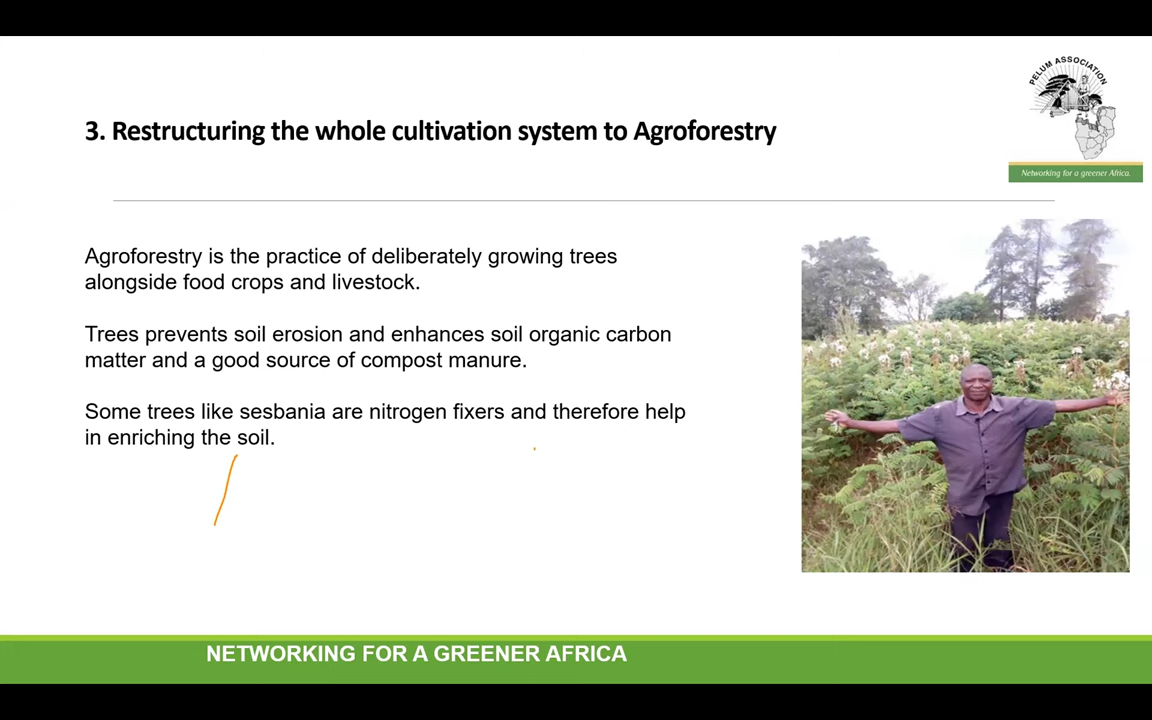 PELUM ASSOCIATION
Networking for a greener Africa.
3. Restructuring the whole cultivation system to Agroforestry
Agroforestry is the practice of deliberately growing trees
alongside food crops and livestock.
Trees prevents soil erosion and enhances soil organic carbon
matter and a good source of compost manure.
Some trees like sesbania are nitrogen fixers and therefore help
in enriching the soil.
NETWORKING FOR A GREENER AFRICA